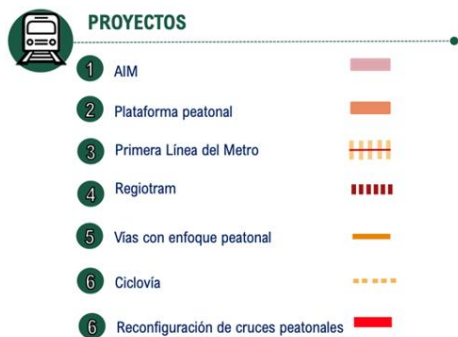 PROYECTOS
1 AIM
2 Plataforma peatonal
3 Primera Línea del Metro
4 Regiotram
5 Vías con enfoque peatonal
6 Ciclovía
6 Reconfiguración de cruces peatonales